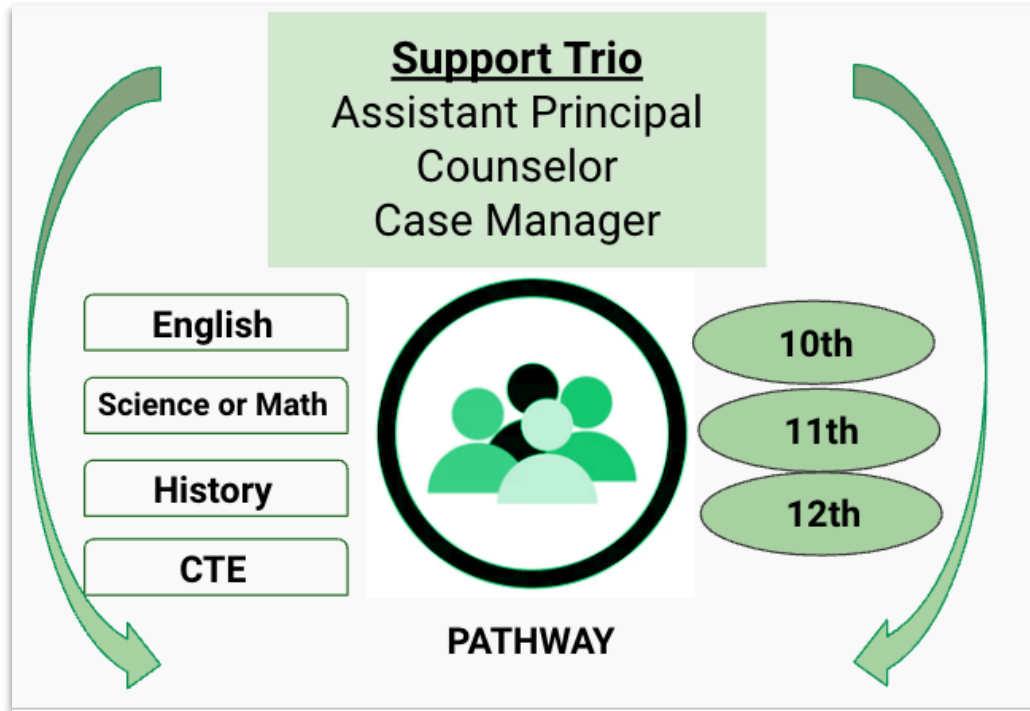 Support Trio
Assistant Principal
Counselor
Case Manager
English
Science or Math
History
CTE
10th
11th
12th
PATHWAY